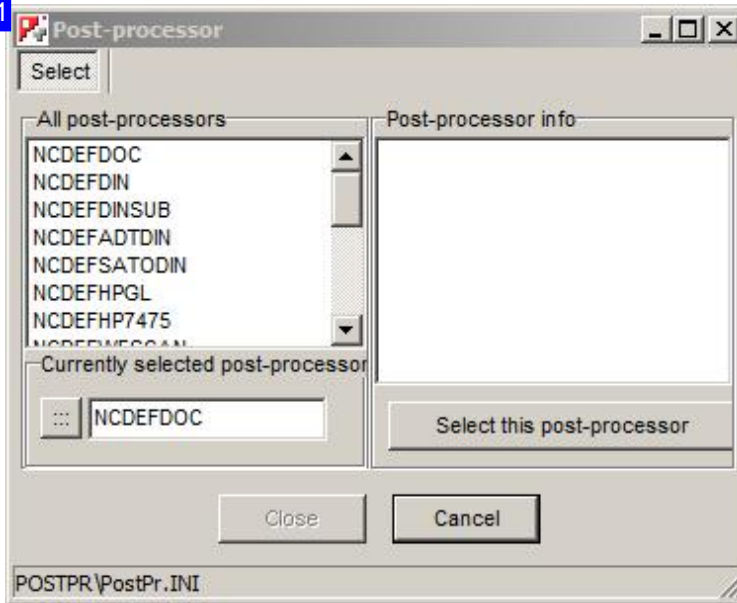 1
Post-processor
Select
All post-processors
NCDEFDOC
NCDEFDIN
NCDEFDINSUB
NCDEFADTDIN
NCDEFSATODIN
NCDEFHPGL
NCDEFHP7475
Currently selected post-processor
::: NCDEFDOC
Post-processor info
Select this post-processor
Close Cancel
POSTPR\PostPr.INI